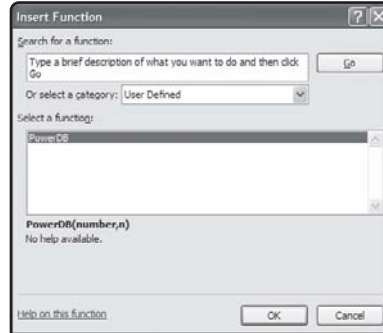 Insert Function
Search for a function:
Type a brief description of what you want to do and then click
Go
Go
Or select a category: User Defined
Select a function:
PowerDB
PowerDB(number,n)
No help available.
Help on this function
OK
Cancel